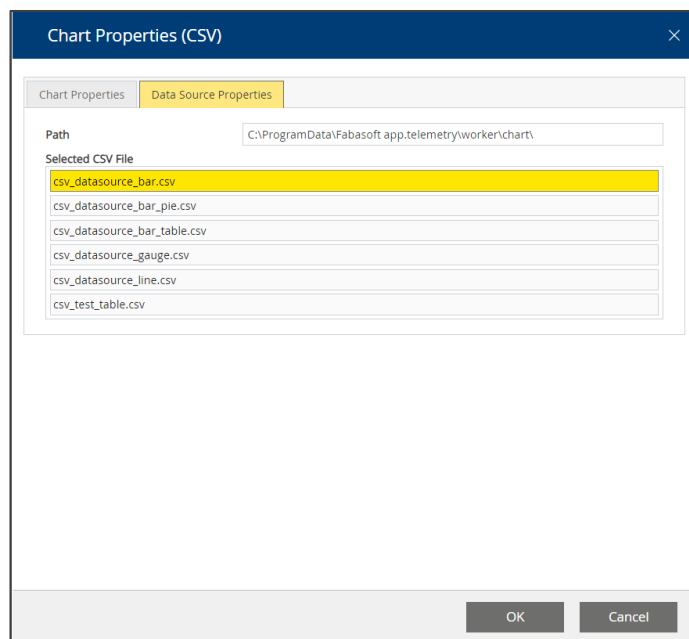 Chart Properties (CSV)
Chart Properties
Data Source Properties
Path
C:\ProgramData\Fabasoft app.telemetry\worker\chart\
Selected CSV File
csv_datasource_bar.csv
csv_datasource_bar_pie.csv
csv_datasource_bar_table.csv
csv_datasource_gauge.csv
csv_datasource_line.csv
csv_test_table.csv
OK
Cancel